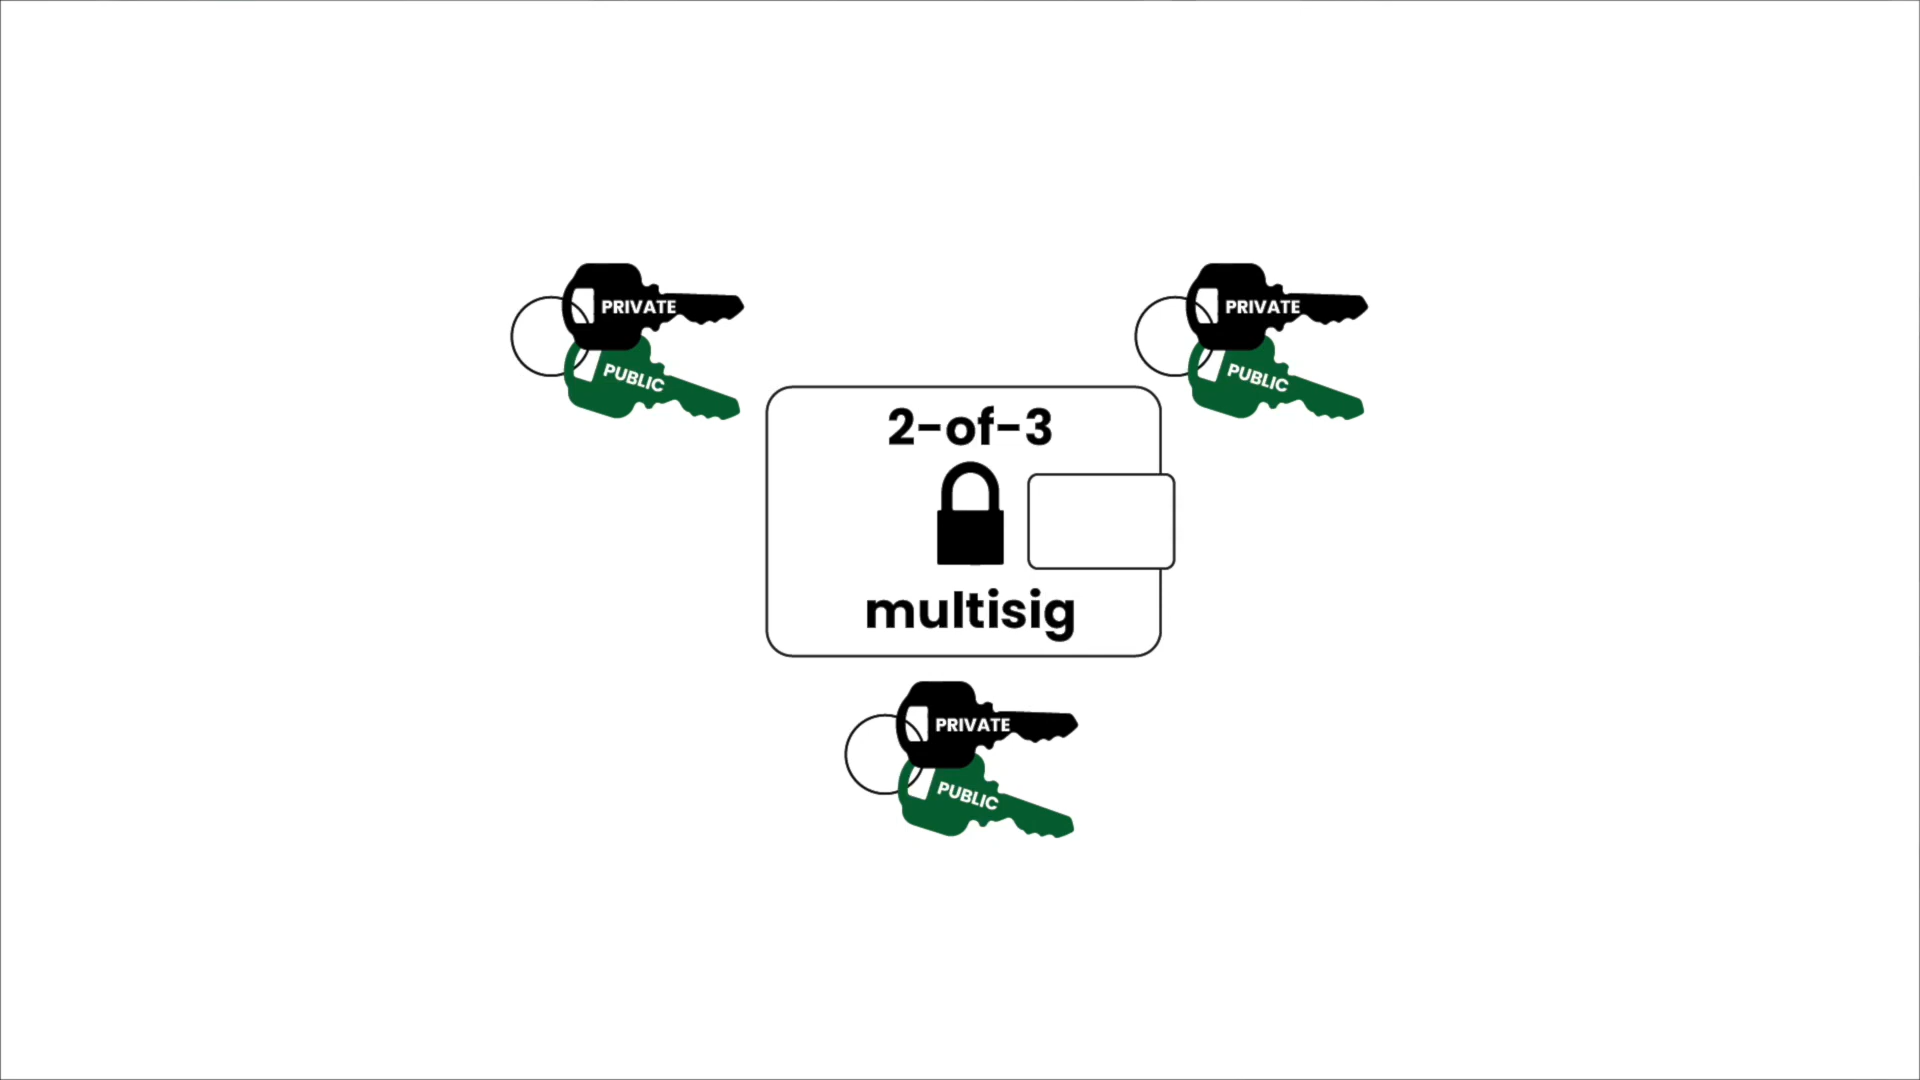 PRIVATE
PUBLIC
PRIVATE
PUBLIC
2-of-3
multisig
PRIVATE
PUBLIC